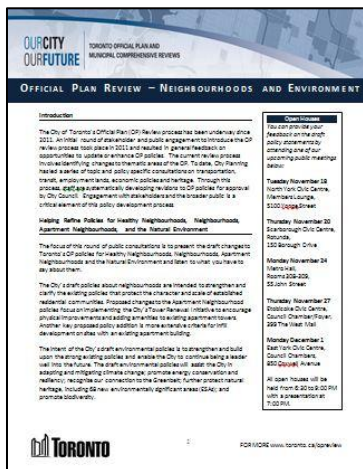 OURCITY
OURFUTURE
TORONTO OFFICIAL PLAN AND
MUNICIPAL COMPREHENSIVE REVIEWS
OFFICIAL PLAN REVIEW – NEIGHBOURHOODS AND ENVIRONMENT
Introduction
The City of Toronto's Official Plan (OP) Review process has been underway since
2011. An initial round of stakeholder and public engagement to introduce the OP
review process took place in 2011 and resulted in general feedback on
opportunities to update or enhance OP policies. The current review process
involves identifying changes to thematic areas of the OP. To date, City Planning
has led a series of topic and policy specific consultations on transportation,
transit, employment lands, economic policies and heritage. Through this
process, staff are systematically developing revisions to OP policies for approval
by City Council. Engagement with stakeholders and the broader public is a
critical element of this policy development process.
Helping Refine Policies for Healthy Neighbourhoods, Neighbourhoods,
Apartment Neighbourhoods, and the Natural Environment
The focus of this round of public consultations is to present the draft changes to
Toronto's OP policies for Healthy Neighbourhoods, Neighbourhoods, Apartment
Neighbourhoods and the Natural Environment and listen to what you have to
say about them.
The City's draft policies about neighbourhoods are intended to strengthen and
clarify the existing policies that protect the character and scale of established
residential communities. Proposed changes to the Apartment Neighbourhood
policies focus on implementing the City's Tower Renewal Initiative to encourage
physical improvements and adding amenities to existing apartment towers.
Another key proposed policy addition is more extensive criteria for infill
development on sites with an existing apartment building.
The intent of the City's draft environmental policies is to strengthen and build
upon the strong existing policies and enable the City to continue being a leader
well into the future. The draft environmental policies will assist the City in
adapting and mitigating climate change; promote energy conservation and
resiliency; recognize our connection to the Greenbelt; further protect natural
heritage, including 68 new environmentally significant areas (ESAs); and
promote biodiversity.
Open Houses
You can provide your
feedback on the draft
policy statements by
attending one of our
upcoming public meetings
below:
Tuesday November 18
North York Civic Centre,
Members Lounge,
5100 Yonge Street
Thursday November 20
Scarborough Civic Centre,
Rotunda,
150 Borough Drive
Monday November 24
Metro Hall,
Rooms 308-309,
55 John Street
Thursday November 27
Etobicoke Civic Centre,
Council Chamber/Foyer,
399 The West Mall
Monday December 1
East York Civic Centre,
Council Chambers,
850 Coxwell Avenue
All open houses will be
held from 6:30 to 9:00 PM
with a presentation at
7:00 PM.
TORONTO
FOR MORE www.toronto.ca/opreview